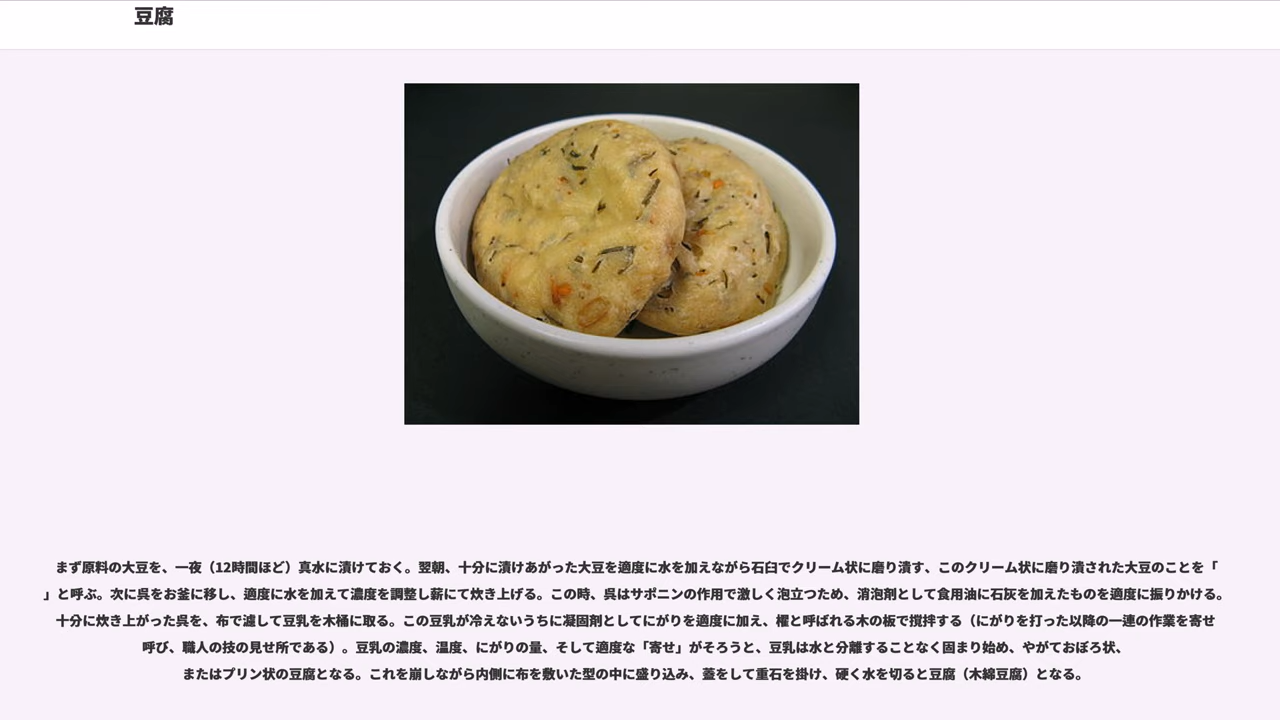 豆腐
まず原料の大豆を、一夜（12時間ほど）真水に漬けておく。翌朝、十分に漬けあがった大豆を適度に水を加えながら石臼でクリーム状に磨り潰す、このクリーム状に磨り潰された大豆のことを「
」と呼ぶ。次に呉をお釜に移し、適度に水を加えて濃度を調整し薪にて炊き上げる。この時、呉はサポニンの作用で激しく泡立つため、消泡剤として食用油に石灰を加えたものを適度に振りかける。
十分に炊き上がった呉を、布で濾して豆乳を木桶に取る。この豆乳が冷えないうちに凝固剤としてにがりを適度に加え、櫂と呼ばれる木の板で撹拌する（にがりを打った以降の一連の作業を寄せ
呼び、職人の技の見せ所である）。豆乳の濃度、温度、にがりの量、そして適度な「寄せ」がそろうと、豆乳は水と分離することなく固まり始め、やがておぼろ状、
またはプリン状の豆腐となる。これを崩しながら内側に布を敷いた型の中に盛り込み、蓋をして重石を掛け、硬く水を切ると豆腐（木綿豆腐）となる。